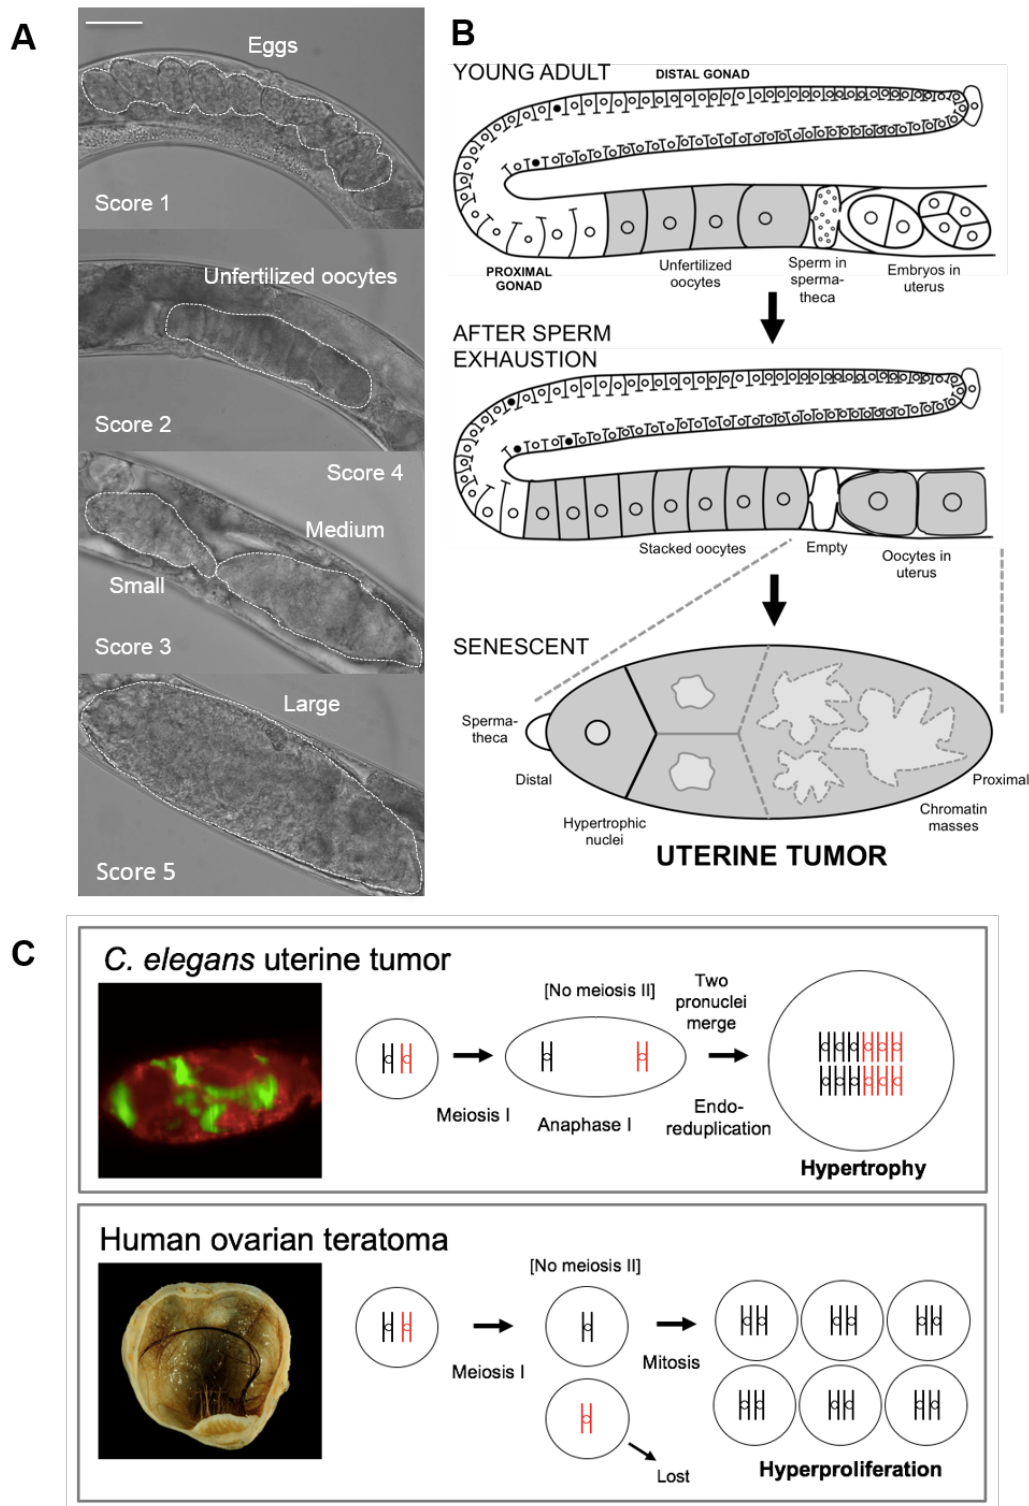 A
Eggs
Score 1
Unfertilized oocytes
Score 2
Score 4
Medium
Small
Score 3
Large
Score 5
B
YOUNG ADULT
DISTAL GONAD
PROXIMAL
GONAD
Unfertilized
oocytes
Sperm in
sperma-
theca
Embryos in
uterus
AFTER SPERM
EXHAUSTION
Stacked oocytes
Empty
Oocytes in
uterus
SENESCENT
Sperma-
theca
Distal
Hypertrophic
nuclei
Proximal
Chromatin
masses
UTERINE TUMOR
C
C. elegans uterine tumor
[No meiosis II]
Two
pronuclei
merge
Meiosis I
Anaphase I
Endo-
reduplication
Hypertrophy
Human ovarian teratoma
[No meiosis II]
Meiosis I
Mitosis
Lost
Hyperproliferation